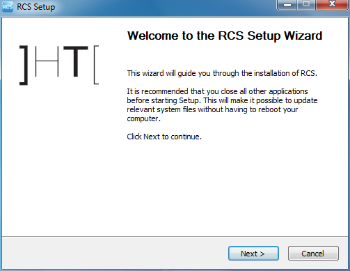 RCS Setup
]HT[
Welcome to the RCS Setup Wizard
This wizard will guide you through the installation of RCS.
It is recommended that you close all other applications
before starting Setup. This will make it possible to update
relevant system files without having to reboot your
computer.
Click Next to continue.
Next >
Cancel